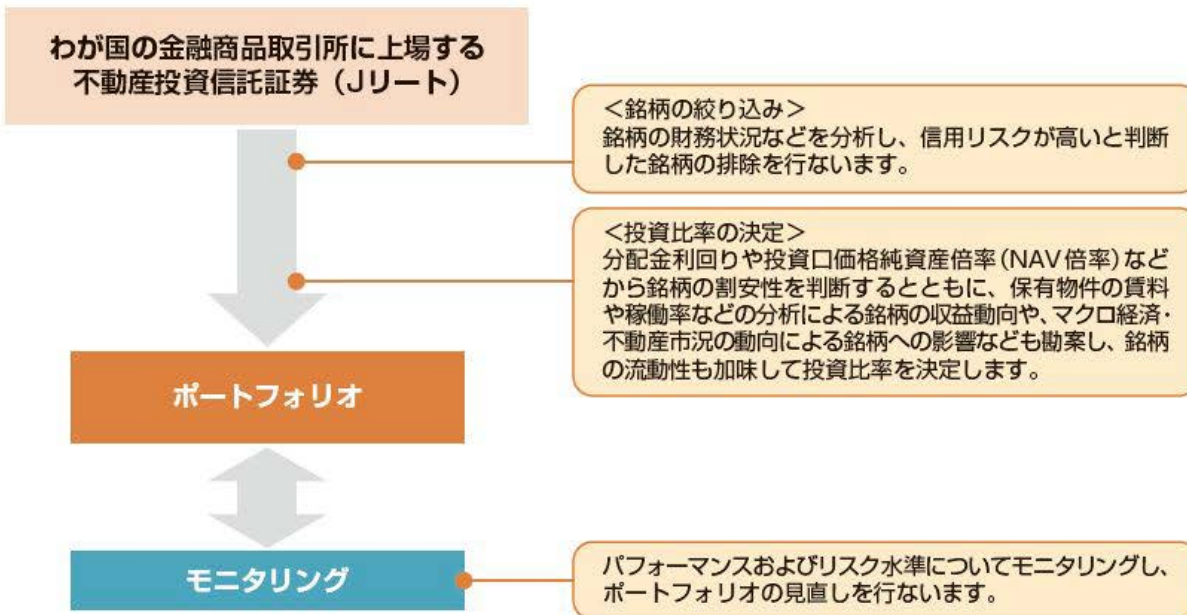 わが国の金融商品取引所に上場する
不動産投資信託証券（Jリート）
＜銘柄の絞り込み＞
銘柄の財務状況などを分析し、信用リスクが高いと判断
した銘柄の排除を行ないます。
＜投資比率の決定＞
分配金利回りや投資口価格純資産倍率（NAV倍率）など
から銘柄の割安性を判断するとともに、保有物件の賃料
や稼働率などの分析による銘柄の収益動向や、マクロ経済・
不動産市況の動向による銘柄への影響なども勘案し、銘柄
の流動性も加味して投資比率を決定します。
ポートフォリオ
モニタリング
パフォーマンスおよびリスク水準についてモニタリングし、
ポートフォリオの見直しを行ないます。